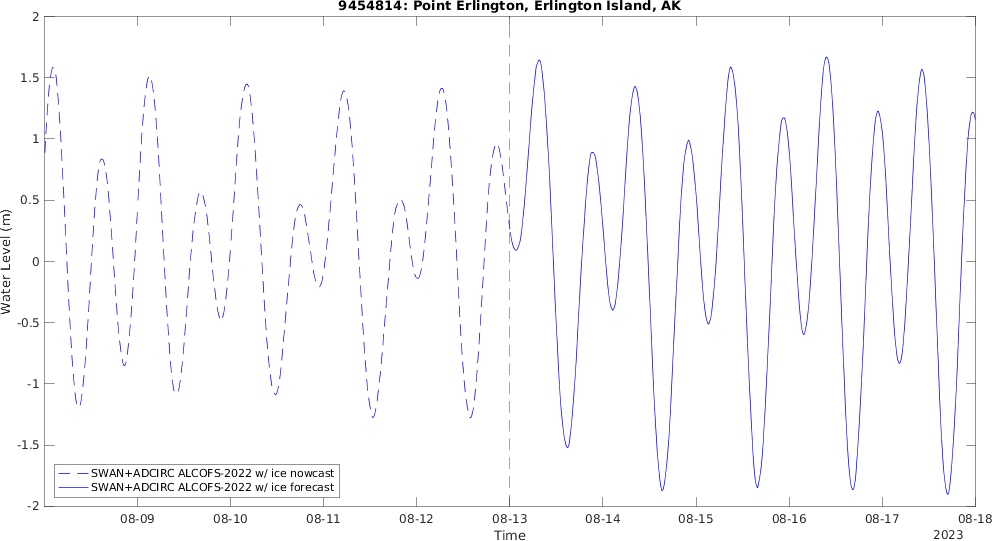 9454814: Point Erlington, Erlington Island, AK
2
1.5
1
0.5
0
-0.5
-1
-1.5
-2
Water Level (m)
SWAN+ADCIRC ALCOFS-2022 w/ ice nowcast
SWAN+ADCIRC ALCOFS-2022 w/ ice forecast
08-09 08-10 08-11 08-12 08-13 08-14 08-15 08-16 08-17 08-18
Time
2023